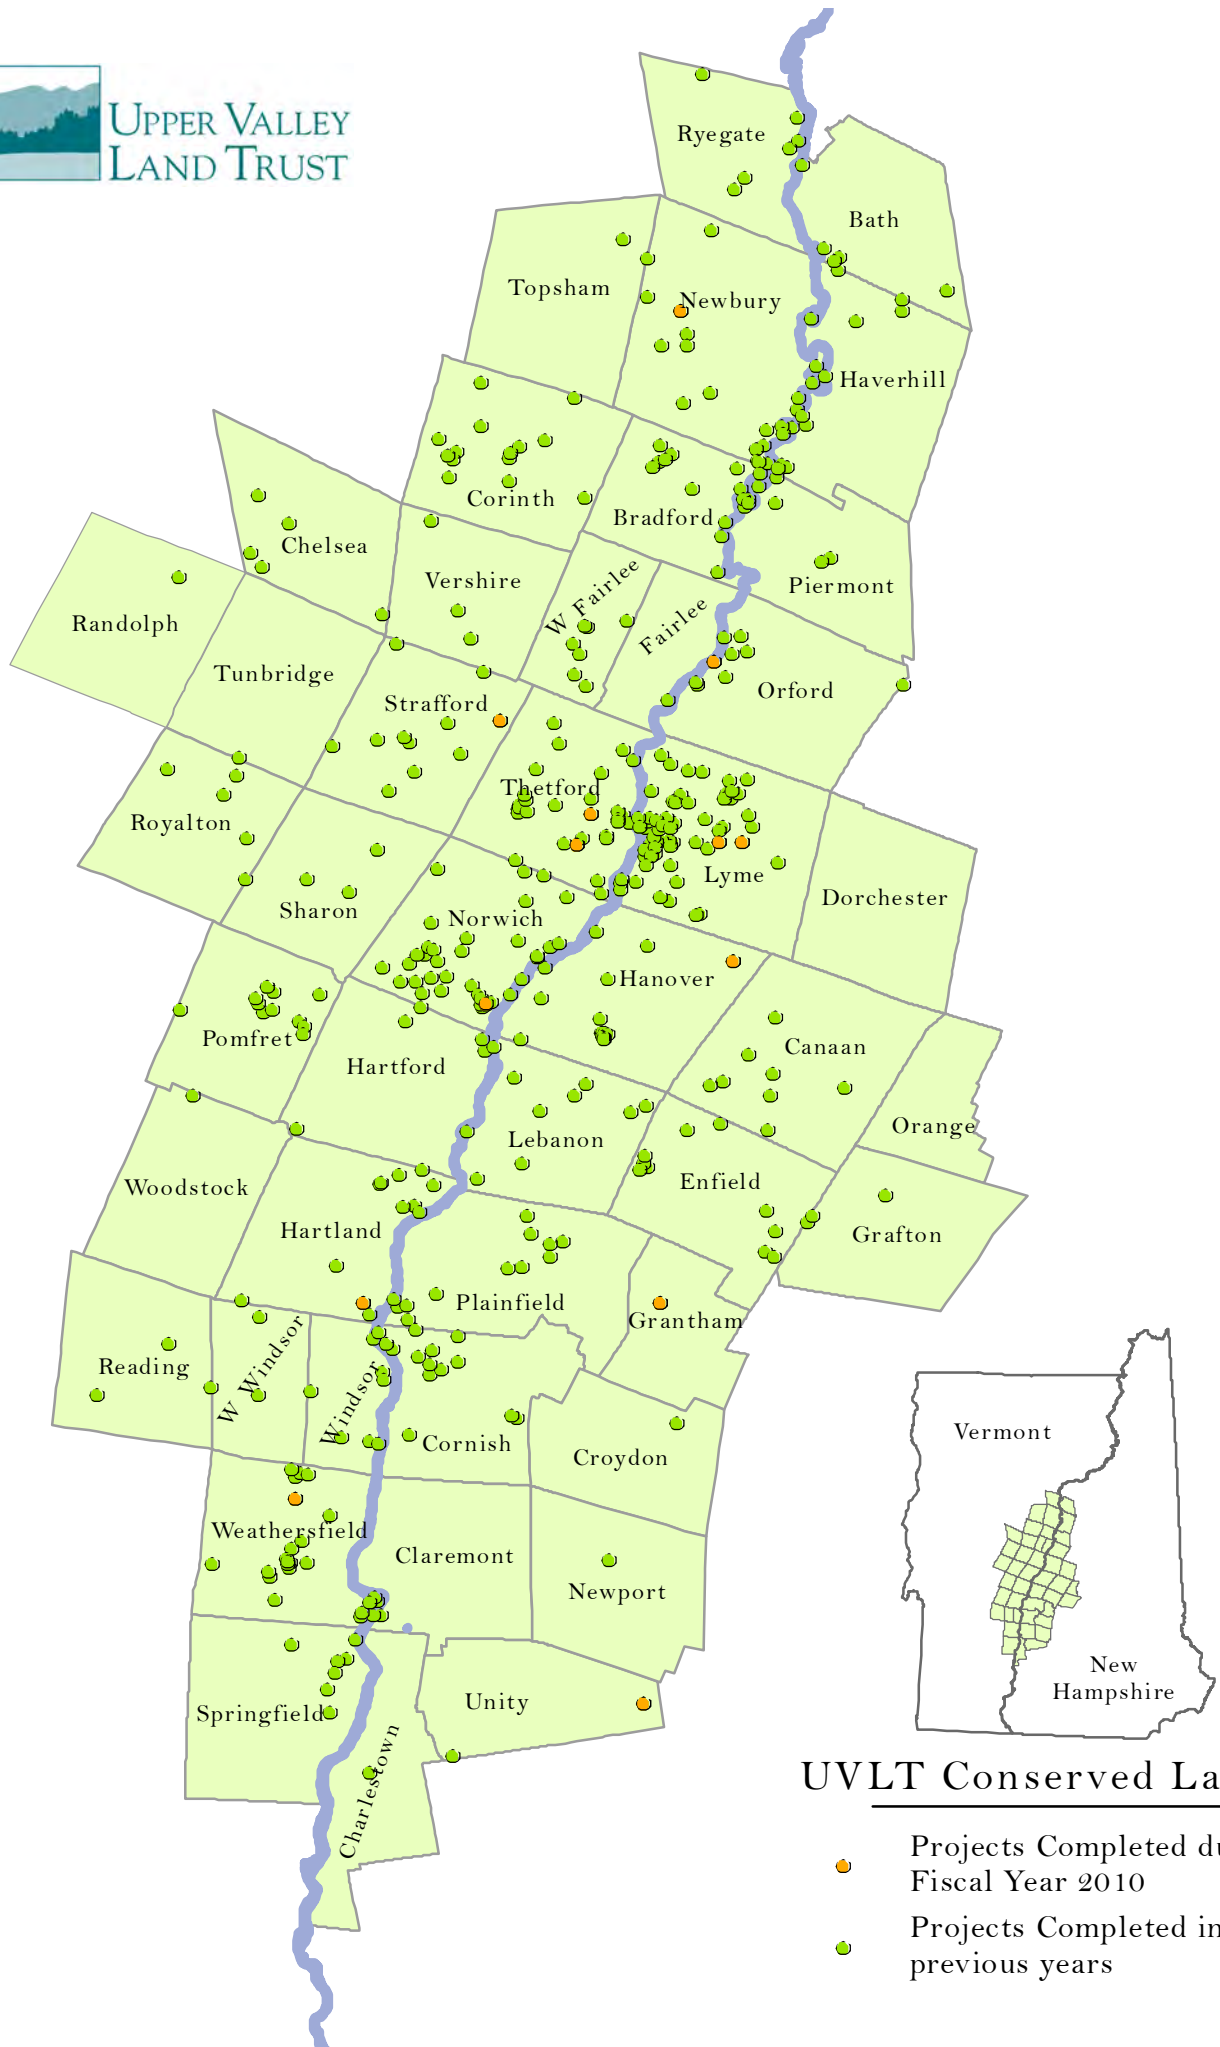 UPPER VALLEY
LAND TRUST
Ryegate
Bath
Topsham
Newbury
Haverhill
Corinth
Bradford
Chelsea
Vershire
W Fairlee
Fairlee
Piermont
Randolph
Tunbridge
Strafford
Orford
Thetford
Royalton
Lyme
Dorchester
Sharon
Norwich
Hanover
Pomfret
Hartford
Canaan
Orange
Lebanon
Woodstock
Enfield
Hartland
Grafton
Plainfield
Grantham
Reading
W Windsor
Windsor
Cornish
Croydon
Vermont
Weathersfield
Claremont
Newport
New
Hampshire
Springfield
Unity
Charlestown
UVLT Conserved La
Projects Completed du
Fiscal Year 2010
Projects Completed in
previous years